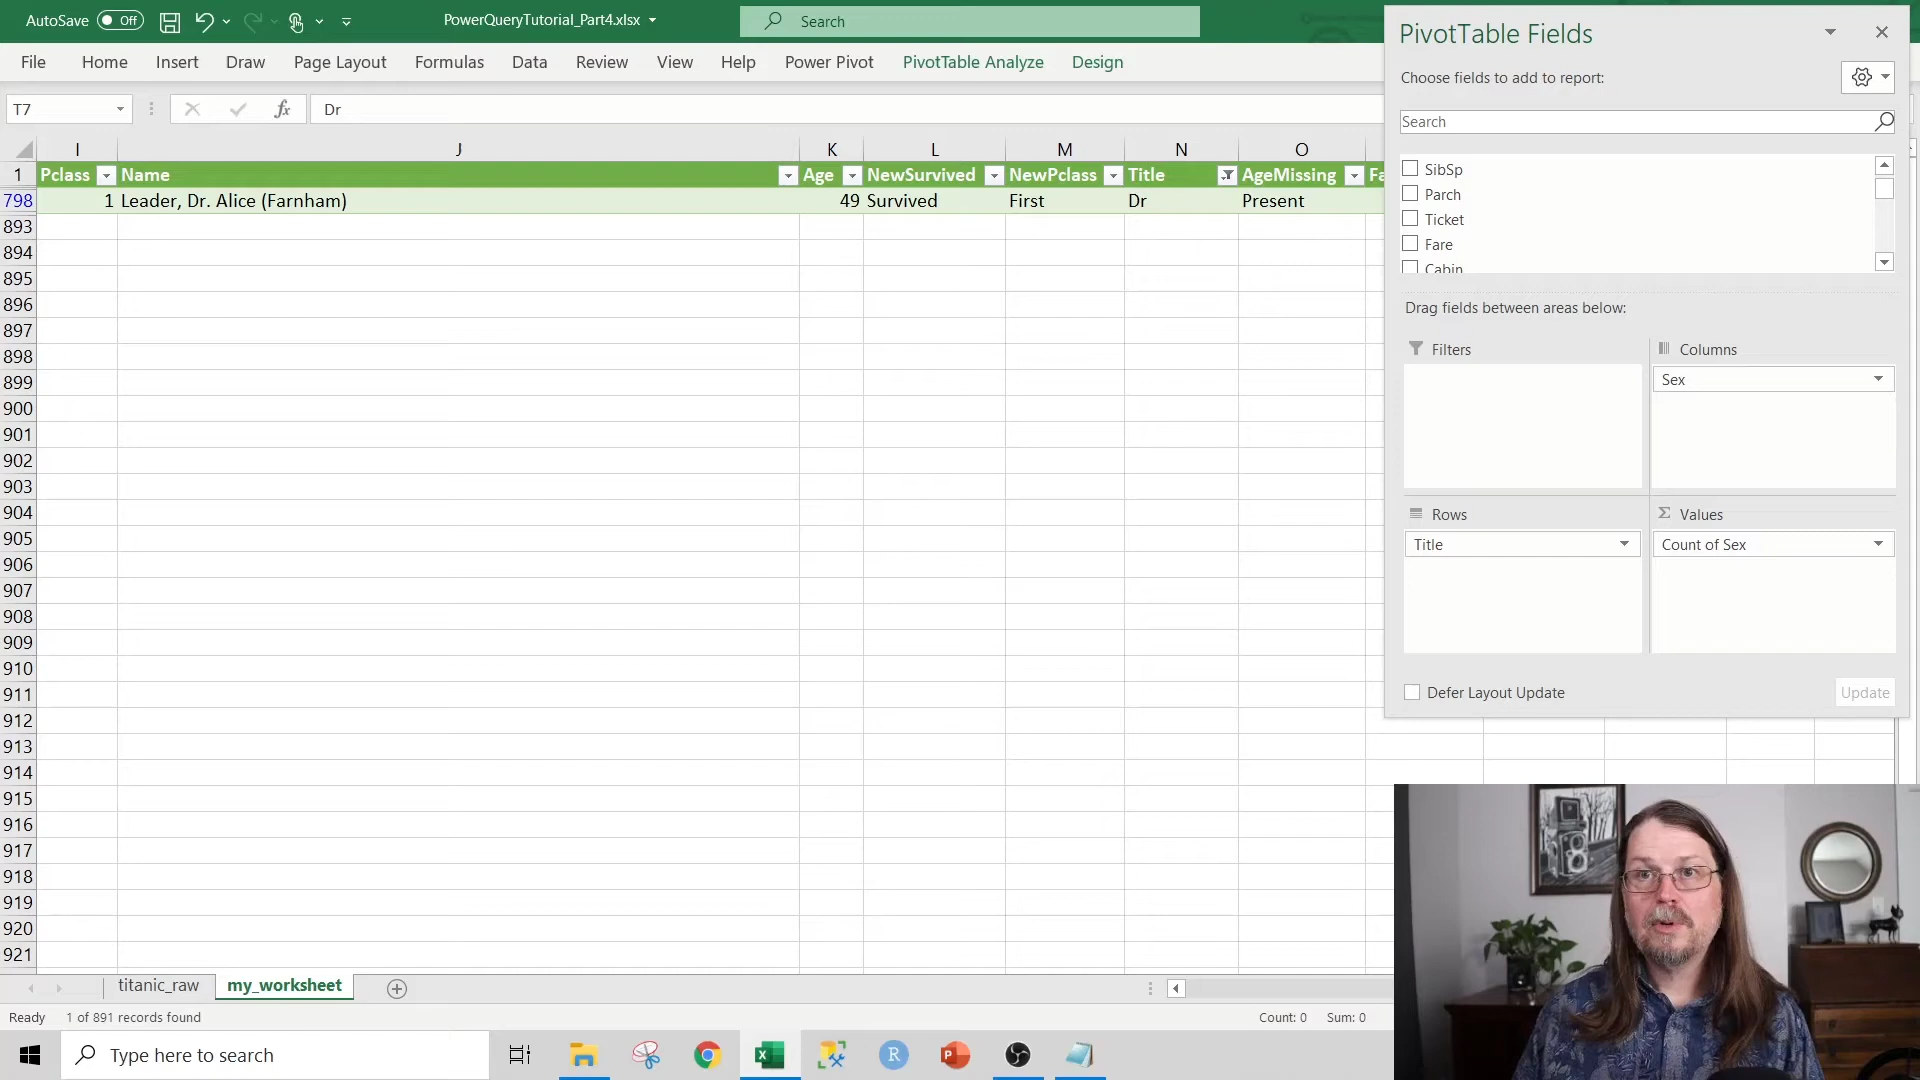 AutoSave Off PowerQueryTutorial_Part4.xlsx Search
PivotTable Fields
File Home Insert Draw Page Layout Formulas Data Review View Help Power Pivot PivotTable Analyze Design
Choose fields to add to report:
T7 fx Dr
Search
I J K L M N O
1 Pclass Name Age NewSurvived NewPclass Title AgeMissing Fa
798 1 Leader, Dr. Alice (Farnham) 49 Survived First Dr Present
893
894
895
896
897
898
899
900
901
902
903
904
905
906
907
908
909
910
911
912
913
914
915
916
917
918
919
920
921
SibSp
Parch
Ticket
Fare
Cabin
Drag fields between areas below:
Filters
Columns
Sex
Rows
Title
Σ Values
Count of Sex
Defer Layout Update
Update
titanic_raw my_worksheet
Ready 1 of 891 records found Count: 0 Sum: 0
Type here to search